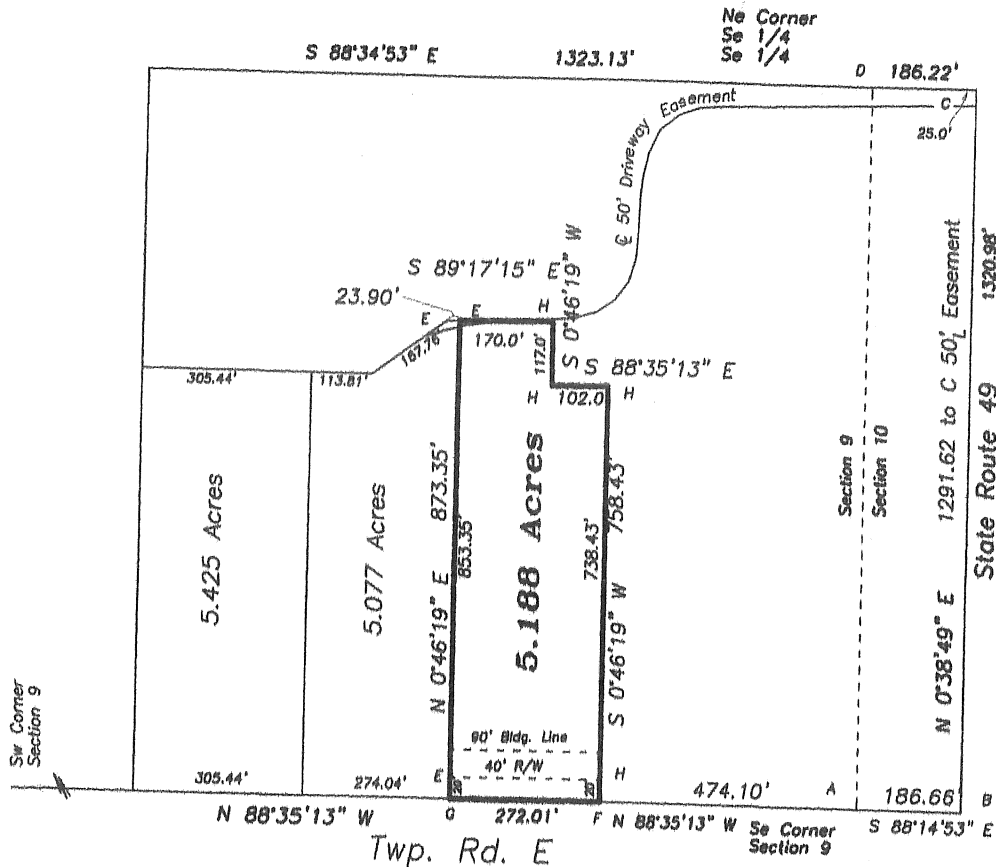 Ne Corner
Se 1/4
Se 1/4
S 88°34'53" E
1323.13'
D
186.22'
C
25.0'
℄ 50' Driveway Easement
S 89°17'15" E
S 0°46'19" W
23.90'
E
E
H
167.76'
170.0'
117.0'
S 88°35'13" E
H
102.0
H
305.44'
113.81'
1320.98'
1291.62 to C 50' Easement
L
State Route 49
N 0°38'49" E
Section 9
Section 10
5.425 Acres
5.077 Acres
N 0°46'19" E
873.35'
853.35'
5.188 Acres
738.43'
758.43'
S 0°46'19" W
Sw Corner
Section 9
40' R/W
305.44'
274.04'
E
20'
20'
H
474.10'
A
186.66'
B
N 88°35'13" W
G
272.01'
F
N 88°35'13" W
Se Corner
Section 9
S 88°14'53" E
Twp. Rd. E
Bldg. Line